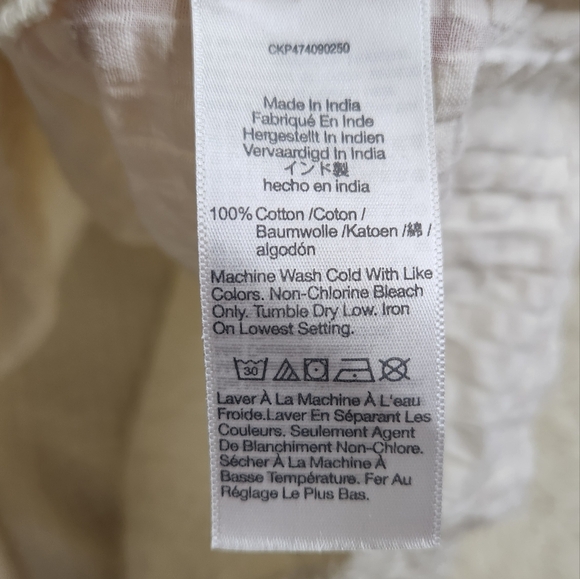 CKP474090250
Made In India
Fabriqué En Inde
Hergestellt In Indien
Vervaardigd In India
インド製
hecho en india
100% Cotton /Coton /
Baumwolle /Katoen /綿 /
algodón
Machine Wash Cold With Like
Colors. Non-Chlorine Bleach
Only. Tumble Dry Low. Iron
On Lowest Setting.
30
Laver À La Machine À L'eau
Froide.Laver En Séparant Les
Couleurs. Seulement Agent
De Blanchiment Non-Chlore.
Sécher À La Machine À
Basse Température. Fer Au
Réglage Le Plus Bas.